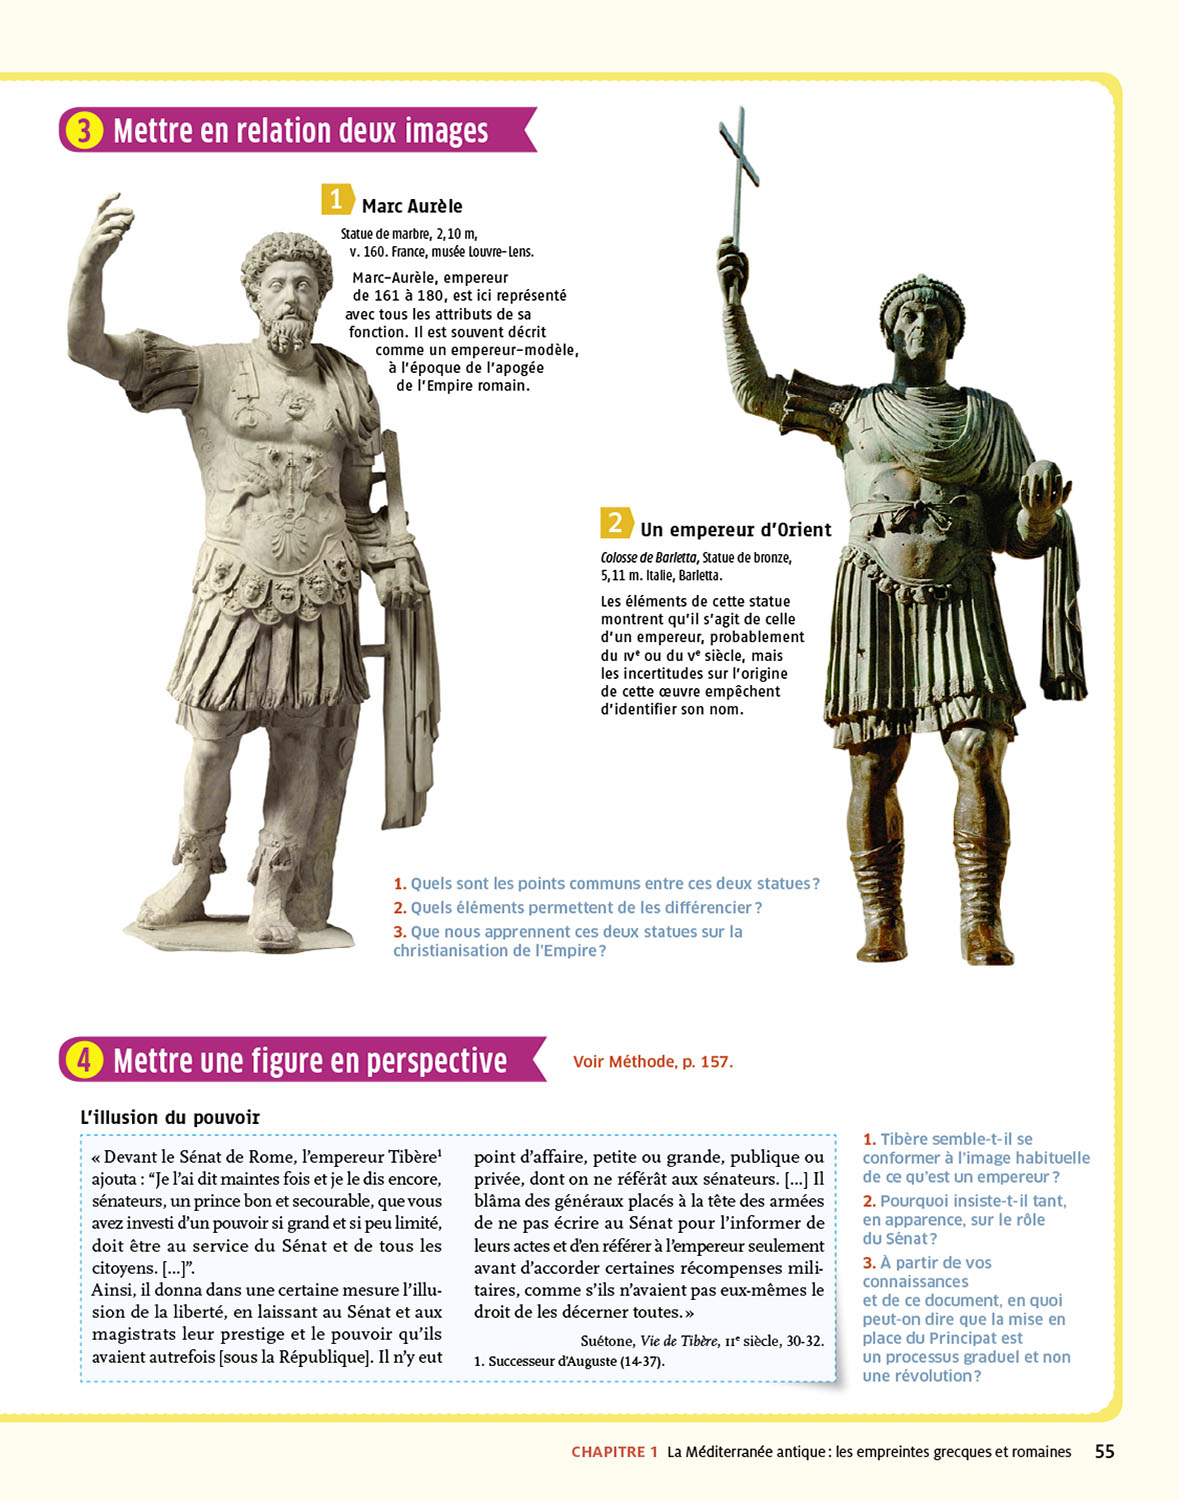 3 Mettre en relation deux images
1 Marc Aurèle
Statue de marbre, 2,10 m,
v. 160. France, musée Louvre-Lens.
Marc-Aurèle, empereur
de 161 à 180, est ici représenté
avec tous les attributs de sa
fonction. Il est souvent décrit
comme un empereur-modèle,
à l'époque de l'apogée
de l'Empire romain.
2 Un empereur d'Orient
Colosse de Barletta, Statue de bronze,
5,11 m. Italie, Barletta.
Les éléments de cette statue
montrent qu'il s'agit de celle
d'un empereur, probablement
du IVe ou du Ve siècle, mais
les incertitudes sur l'origine
de cette œuvre empêchent
d'identifier son nom.
1. Quels sont les points communs entre ces deux statues ?
2. Quels éléments permettent de les différencier ?
3. Que nous apprennent ces deux statues sur la
christianisation de l'Empire ?
4 Mettre une figure en perspective
Voir Méthode, p. 157.
L'illusion du pouvoir
« Devant le Sénat de Rome, l'empereur Tibère1
ajouta : “Je l'ai dit maintes fois et je le dis encore,
sénateurs, un prince bon et secourable, que vous
avez investi d'un pouvoir si grand et si peu limité,
doit être au service du Sénat et de tous les
citoyens. [...]”.
Ainsi, il donna dans une certaine mesure l'illu-
sion de la liberté, en laissant au Sénat et aux
magistrats leur prestige et le pouvoir qu'ils
avaient autrefois [sous la République]. Il n'y eut
point d'affaire, petite ou grande, publique ou
privée, dont on ne référât aux sénateurs. [...] Il
blâma des généraux placés à la tête des armées
de ne pas écrire au Sénat pour l'informer de
leurs actes et d'en référer à l'empereur seulement
avant d'accorder certaines récompenses mili-
taires, comme s'ils n'avaient pas eux-mêmes le
droit de les décerner toutes. »
Suétone, Vie de Tibère, IIe siècle, 30-32.
1. Successeur d'Auguste (14-37).
1. Tibère semble-t-il se
conformer à l'image habituelle
de ce qu'est un empereur ?
2. Pourquoi insiste-t-il tant,
en apparence, sur le rôle
du Sénat ?
3. À partir de vos
connaissances
et de ce document, en quoi
peut-on dire que la mise en
place du Principat est
un processus graduel et non
une révolution ?
CHAPITRE 1 La Méditerranée antique : les empreintes grecques et romaines 55